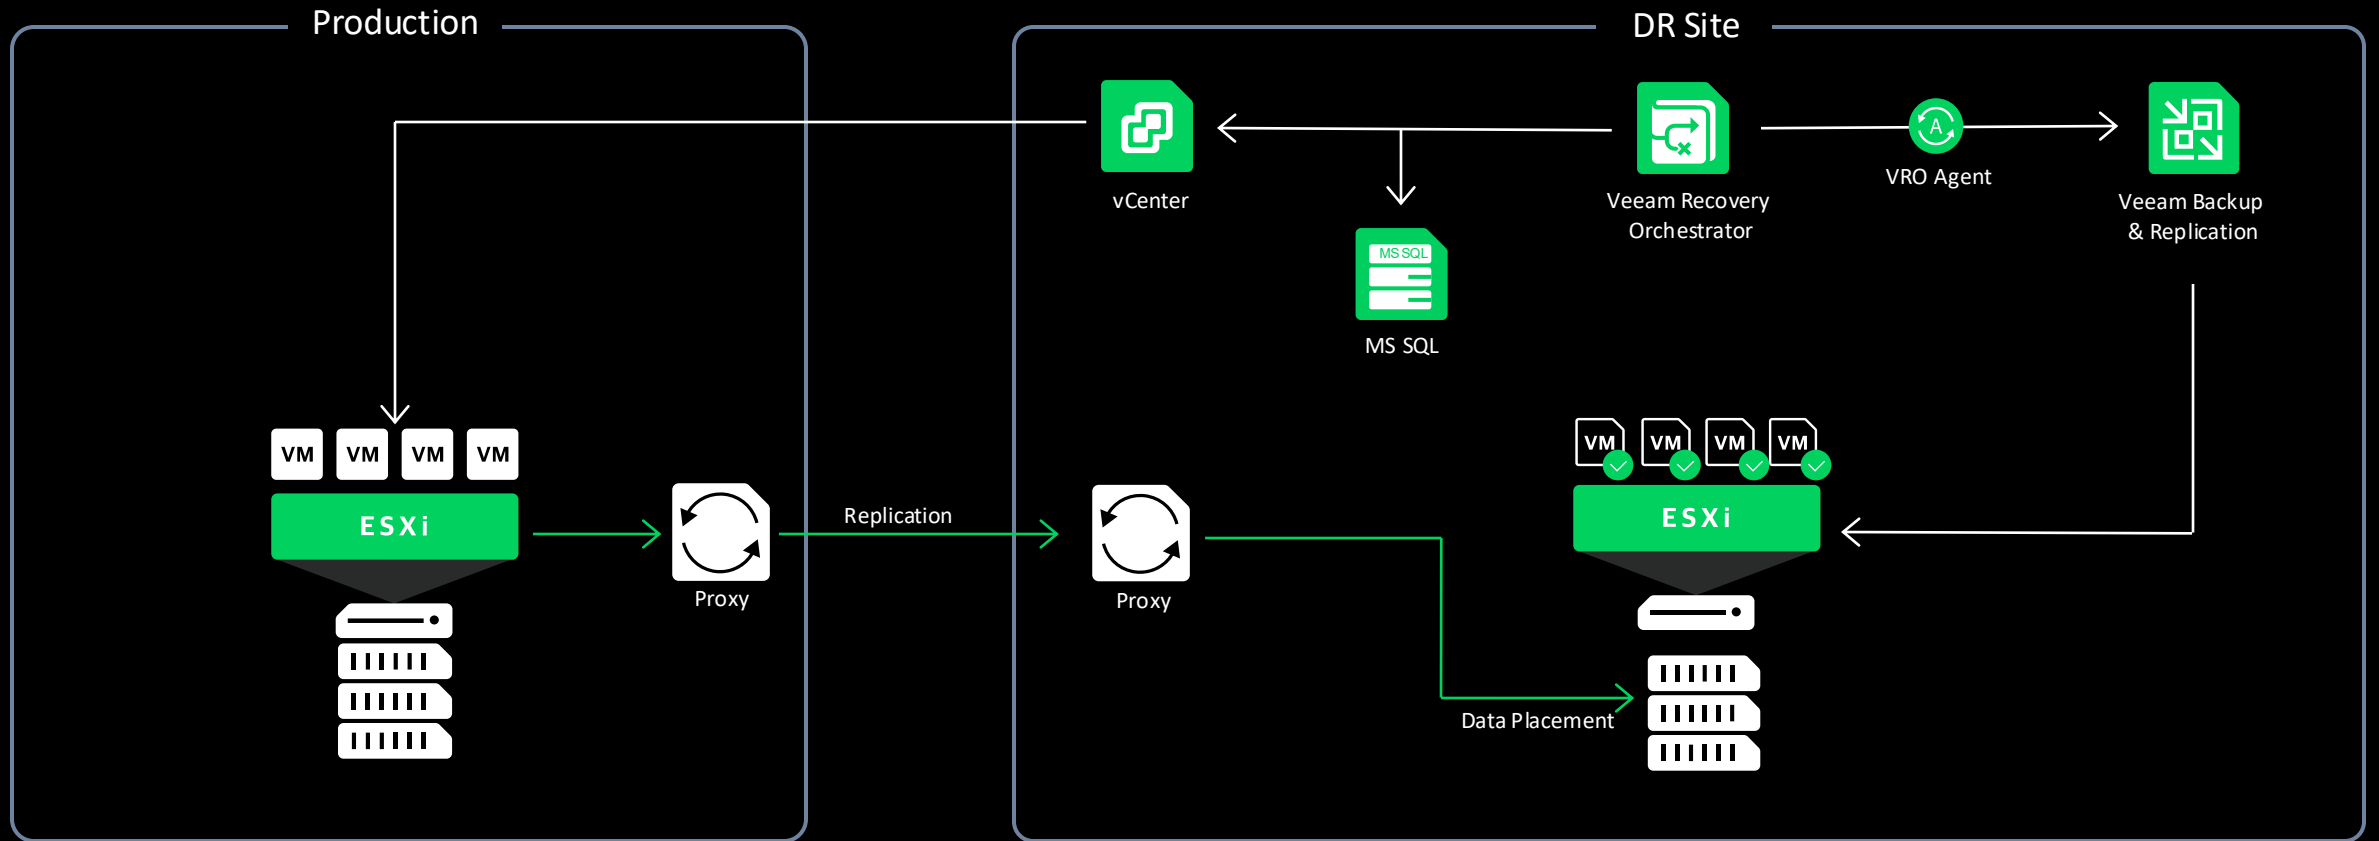 Production
DR Site
vCenter
Veeam Recovery
Orchestrator
A
VRO Agent
Veeam Backup
& Replication
MS SQL
MS SQL
VM VM VM VM
ESXi
Proxy
Replication
Proxy
VM VM VM VM
ESXi
Data Placement